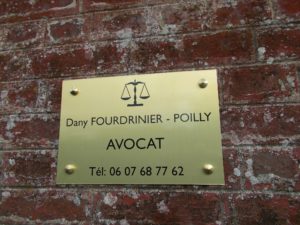 Dany FOURDRINIER - POILLY
AVOCAT
Tél: 06 07 68 77 62